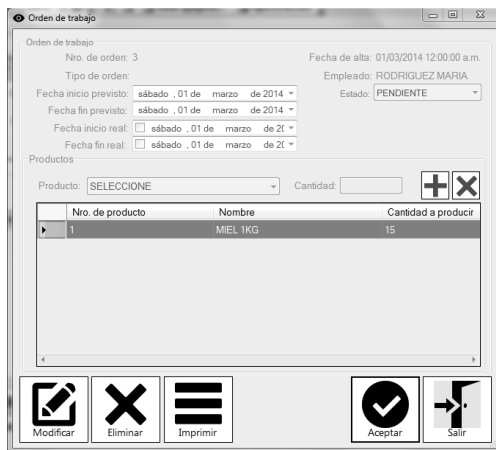 Orden de trabajo
Orden de trabajo
Nro. de orden: 3 Fecha de alta: 01/03/2014 12:00:00 a.m.
Tipo de orden: Empleado: RODRIGUEZ MARIA
Fecha inicio previsto: sábado , 01 de marzo de 2014 Estado: PENDIENTE
Fecha fin previsto: sábado , 01 de marzo de 2014
Fecha inicio real: sábado , 01 de marzo de 20
Fecha fin real: sábado , 01 de marzo de 20
Productos
Producto: SELECCIONE Cantidad:
Nro. de producto Nombre Cantidad a producir
1 MIEL 1KG 15
Modificar Eliminar Imprimir Aceptar Salir